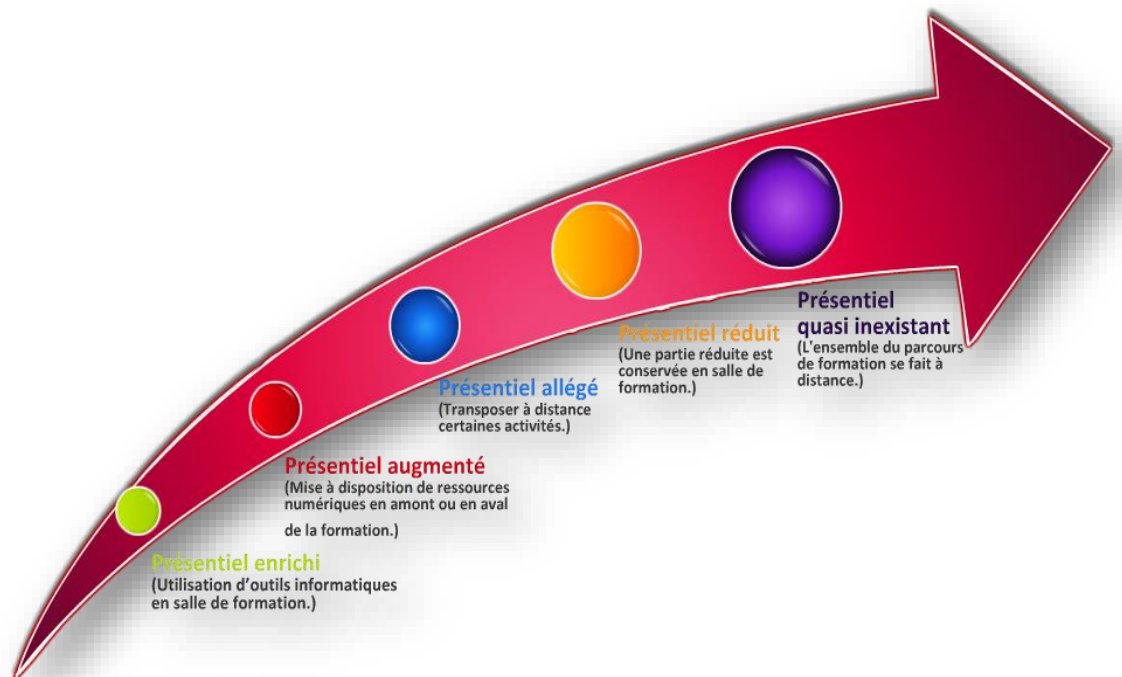 Présentiel enrichi
(Utilisation d’outils informatiques
en salle de formation.)
Présentiel augmenté
(Mise à disposition de ressources
numériques en amont ou en aval
de la formation.)
Présentiel allégé
(Transposer à distance
certaines activités.)
Présentiel réduit
(Une partie réduite est
conservée en salle de
formation.)
Présentiel
quasi inexistant
(L'ensemble du parcours
de formation se fait à
distance.)